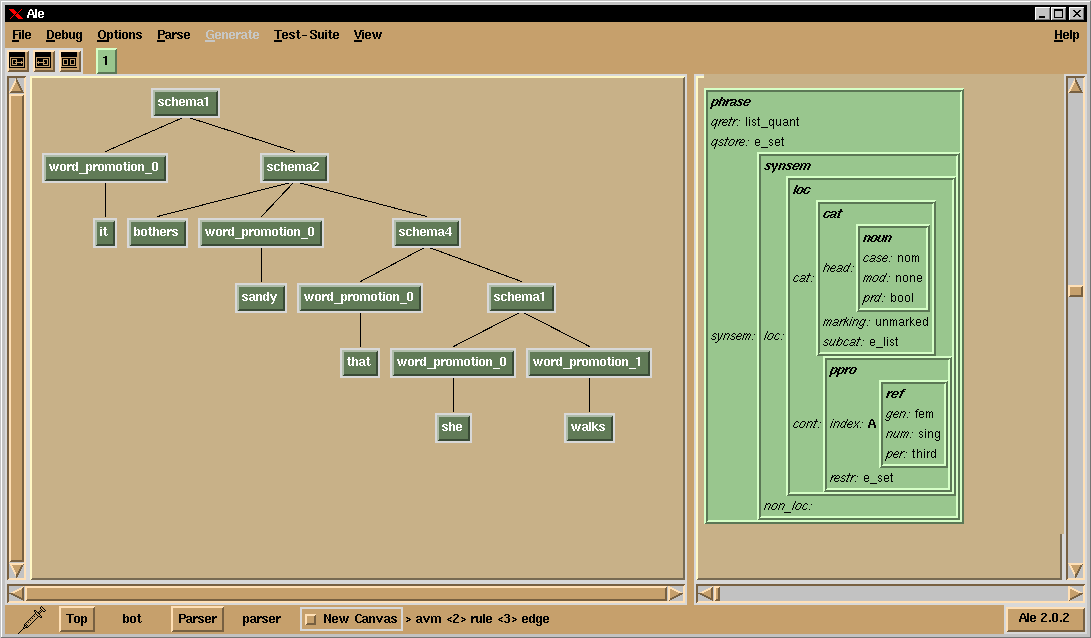 Ale
File Debug Options Parse Generate Test-Suite View Help
1
schema1
word_promotion_0 schema2
it bothers word_promotion_0 schema4
sandy word_promotion_0 schema1
that word_promotion_0 word_promotion_1
she walks
phrase
qretr: list_quant
qstore: e_set
synsem
loc
cat
noun
case: nom
head:
mod: none
cat:
prd: bool
marking: unmarked
synsem: loc:
subcat: e_list
ppro
ref
gen: fem
cont: index: A
num: sing
per: third
restr: e_set
non_loc:
Top bot Parser parser New Canvas > avm <2> rule <3> edge Ale 2.0.2